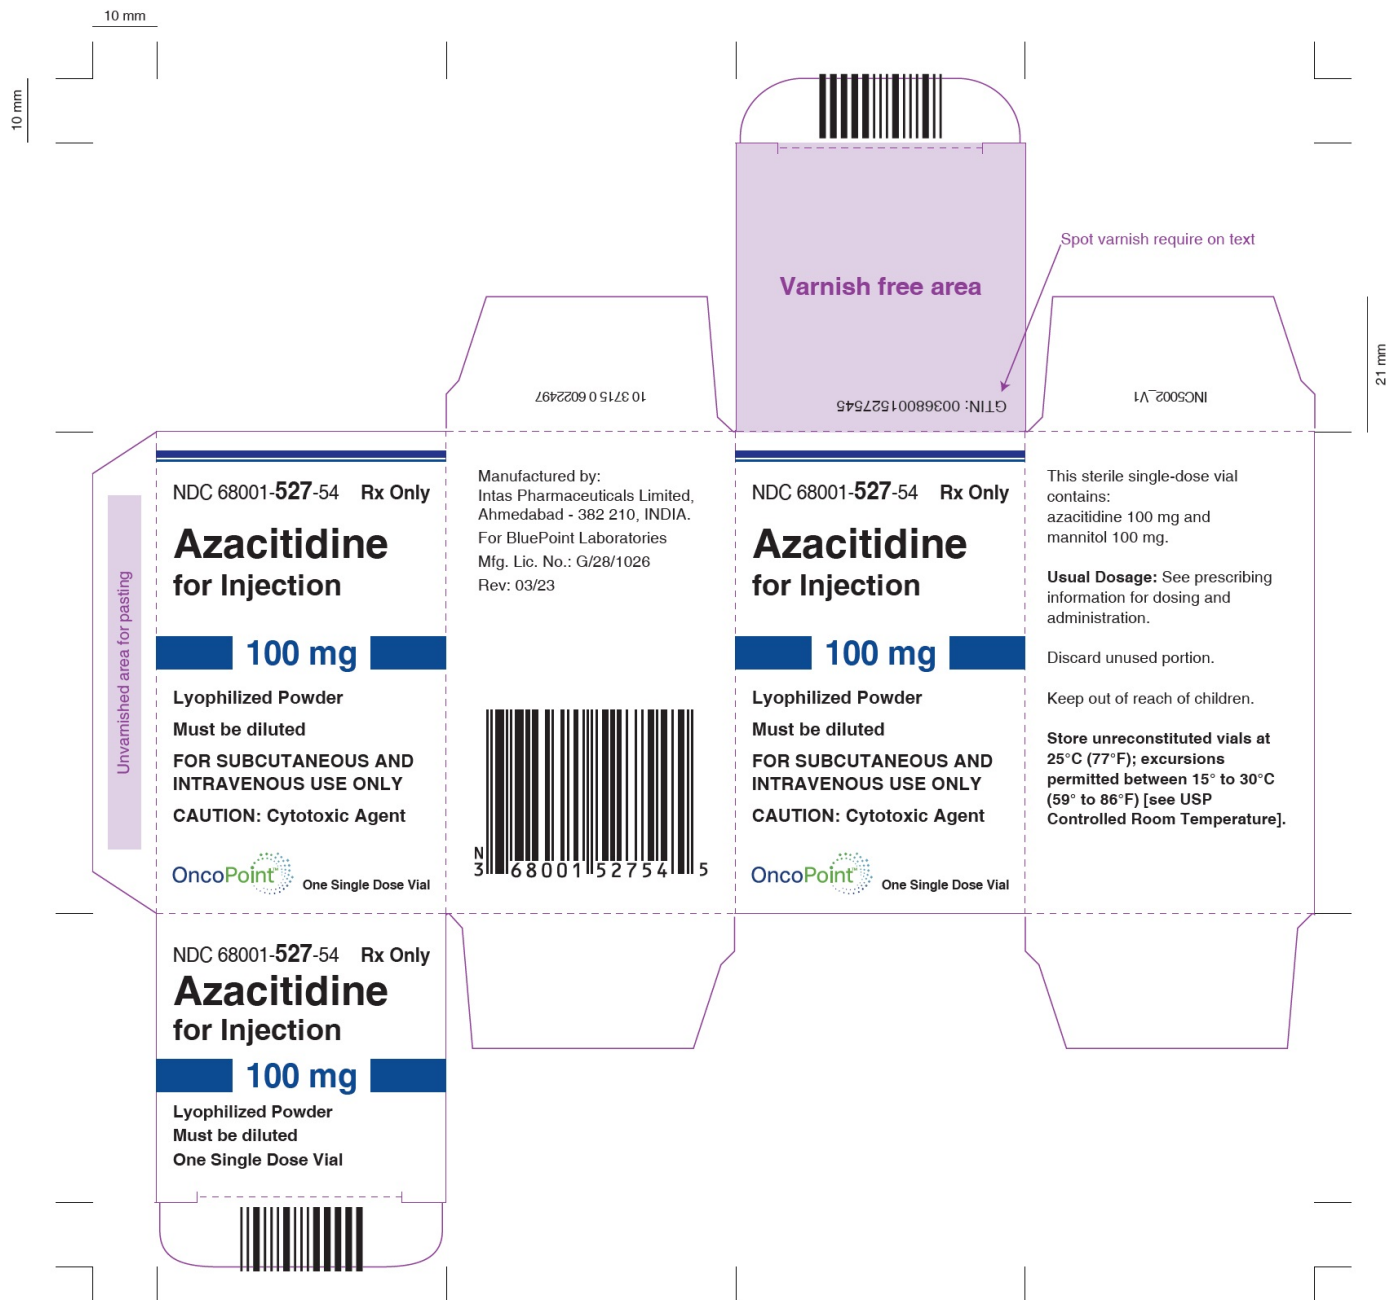 10 mm
10 mm
Spot varnish require on text
Varnish free area
21 mm
10 3715 0 6022497
GTIN: 00368001527545
INC5002_V1
Unvarnished area for pasting
NDC 68001-527-54 Rx Only
Azacitidine
for Injection
100 mg
Lyophilized Powder
Must be diluted
FOR SUBCUTANEOUS AND
INTRAVENOUS USE ONLY
CAUTION: Cytotoxic Agent
OncoPoint™
One Single Dose Vial
Manufactured by:
Intas Pharmaceuticals Limited,
Ahmedabad - 382 210, INDIA.
For BluePoint Laboratories
Mfg. Lic. No.: G/28/1026
Rev: 03/23
N
3 68001 52754 5
NDC 68001-527-54 Rx Only
Azacitidine
for Injection
100 mg
Lyophilized Powder
Must be diluted
FOR SUBCUTANEOUS AND
INTRAVENOUS USE ONLY
CAUTION: Cytotoxic Agent
OncoPoint™
One Single Dose Vial
This sterile single-dose vial
contains:
azacitidine 100 mg and
mannitol 100 mg.
Usual Dosage: See prescribing
information for dosing and
administration.
Discard unused portion.
Keep out of reach of children.
Store unreconstituted vials at
25°C (77°F); excursions
permitted between 15° to 30°C
(59° to 86°F) [see USP
Controlled Room Temperature].
NDC 68001-527-54 Rx Only
Azacitidine
for Injection
100 mg
Lyophilized Powder
Must be diluted
One Single Dose Vial